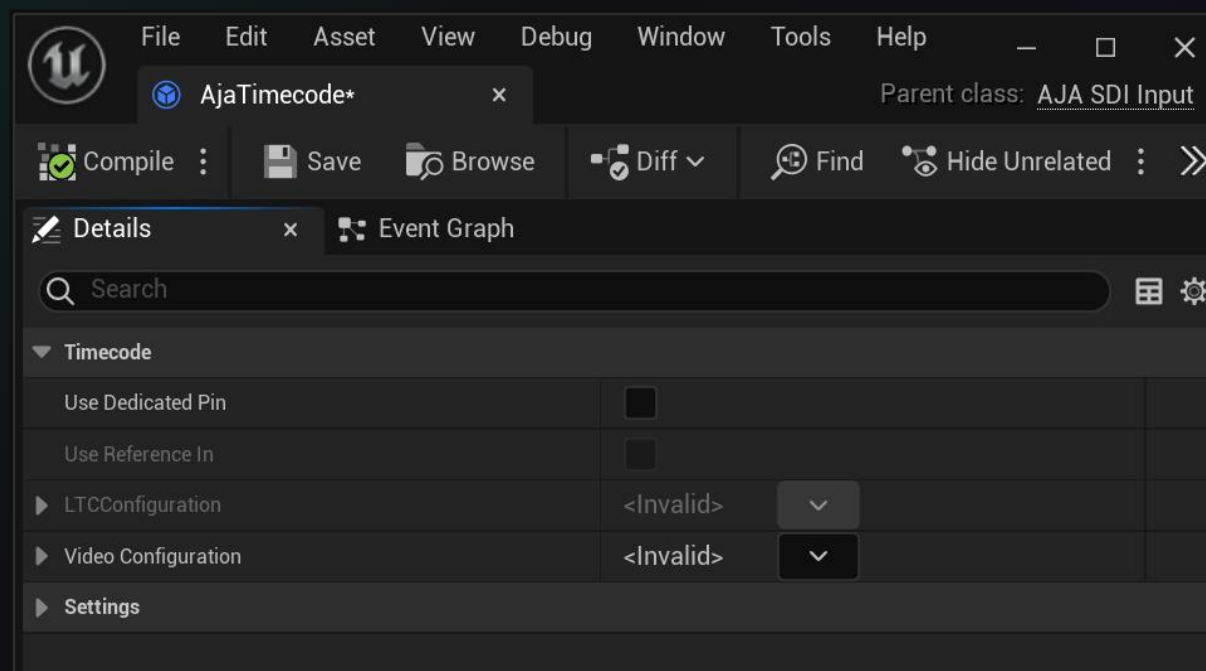 File Edit Asset View Debug Window Tools Help
AjaTimecode*
Parent class: AJA SDI Input
Compile Save Browse Diff Find Hide Unrelated
Details Event Graph
Search
Timecode
Use Dedicated Pin
Use Reference In
LTCConfiguration <Invalid>
Video Configuration <Invalid>
Settings